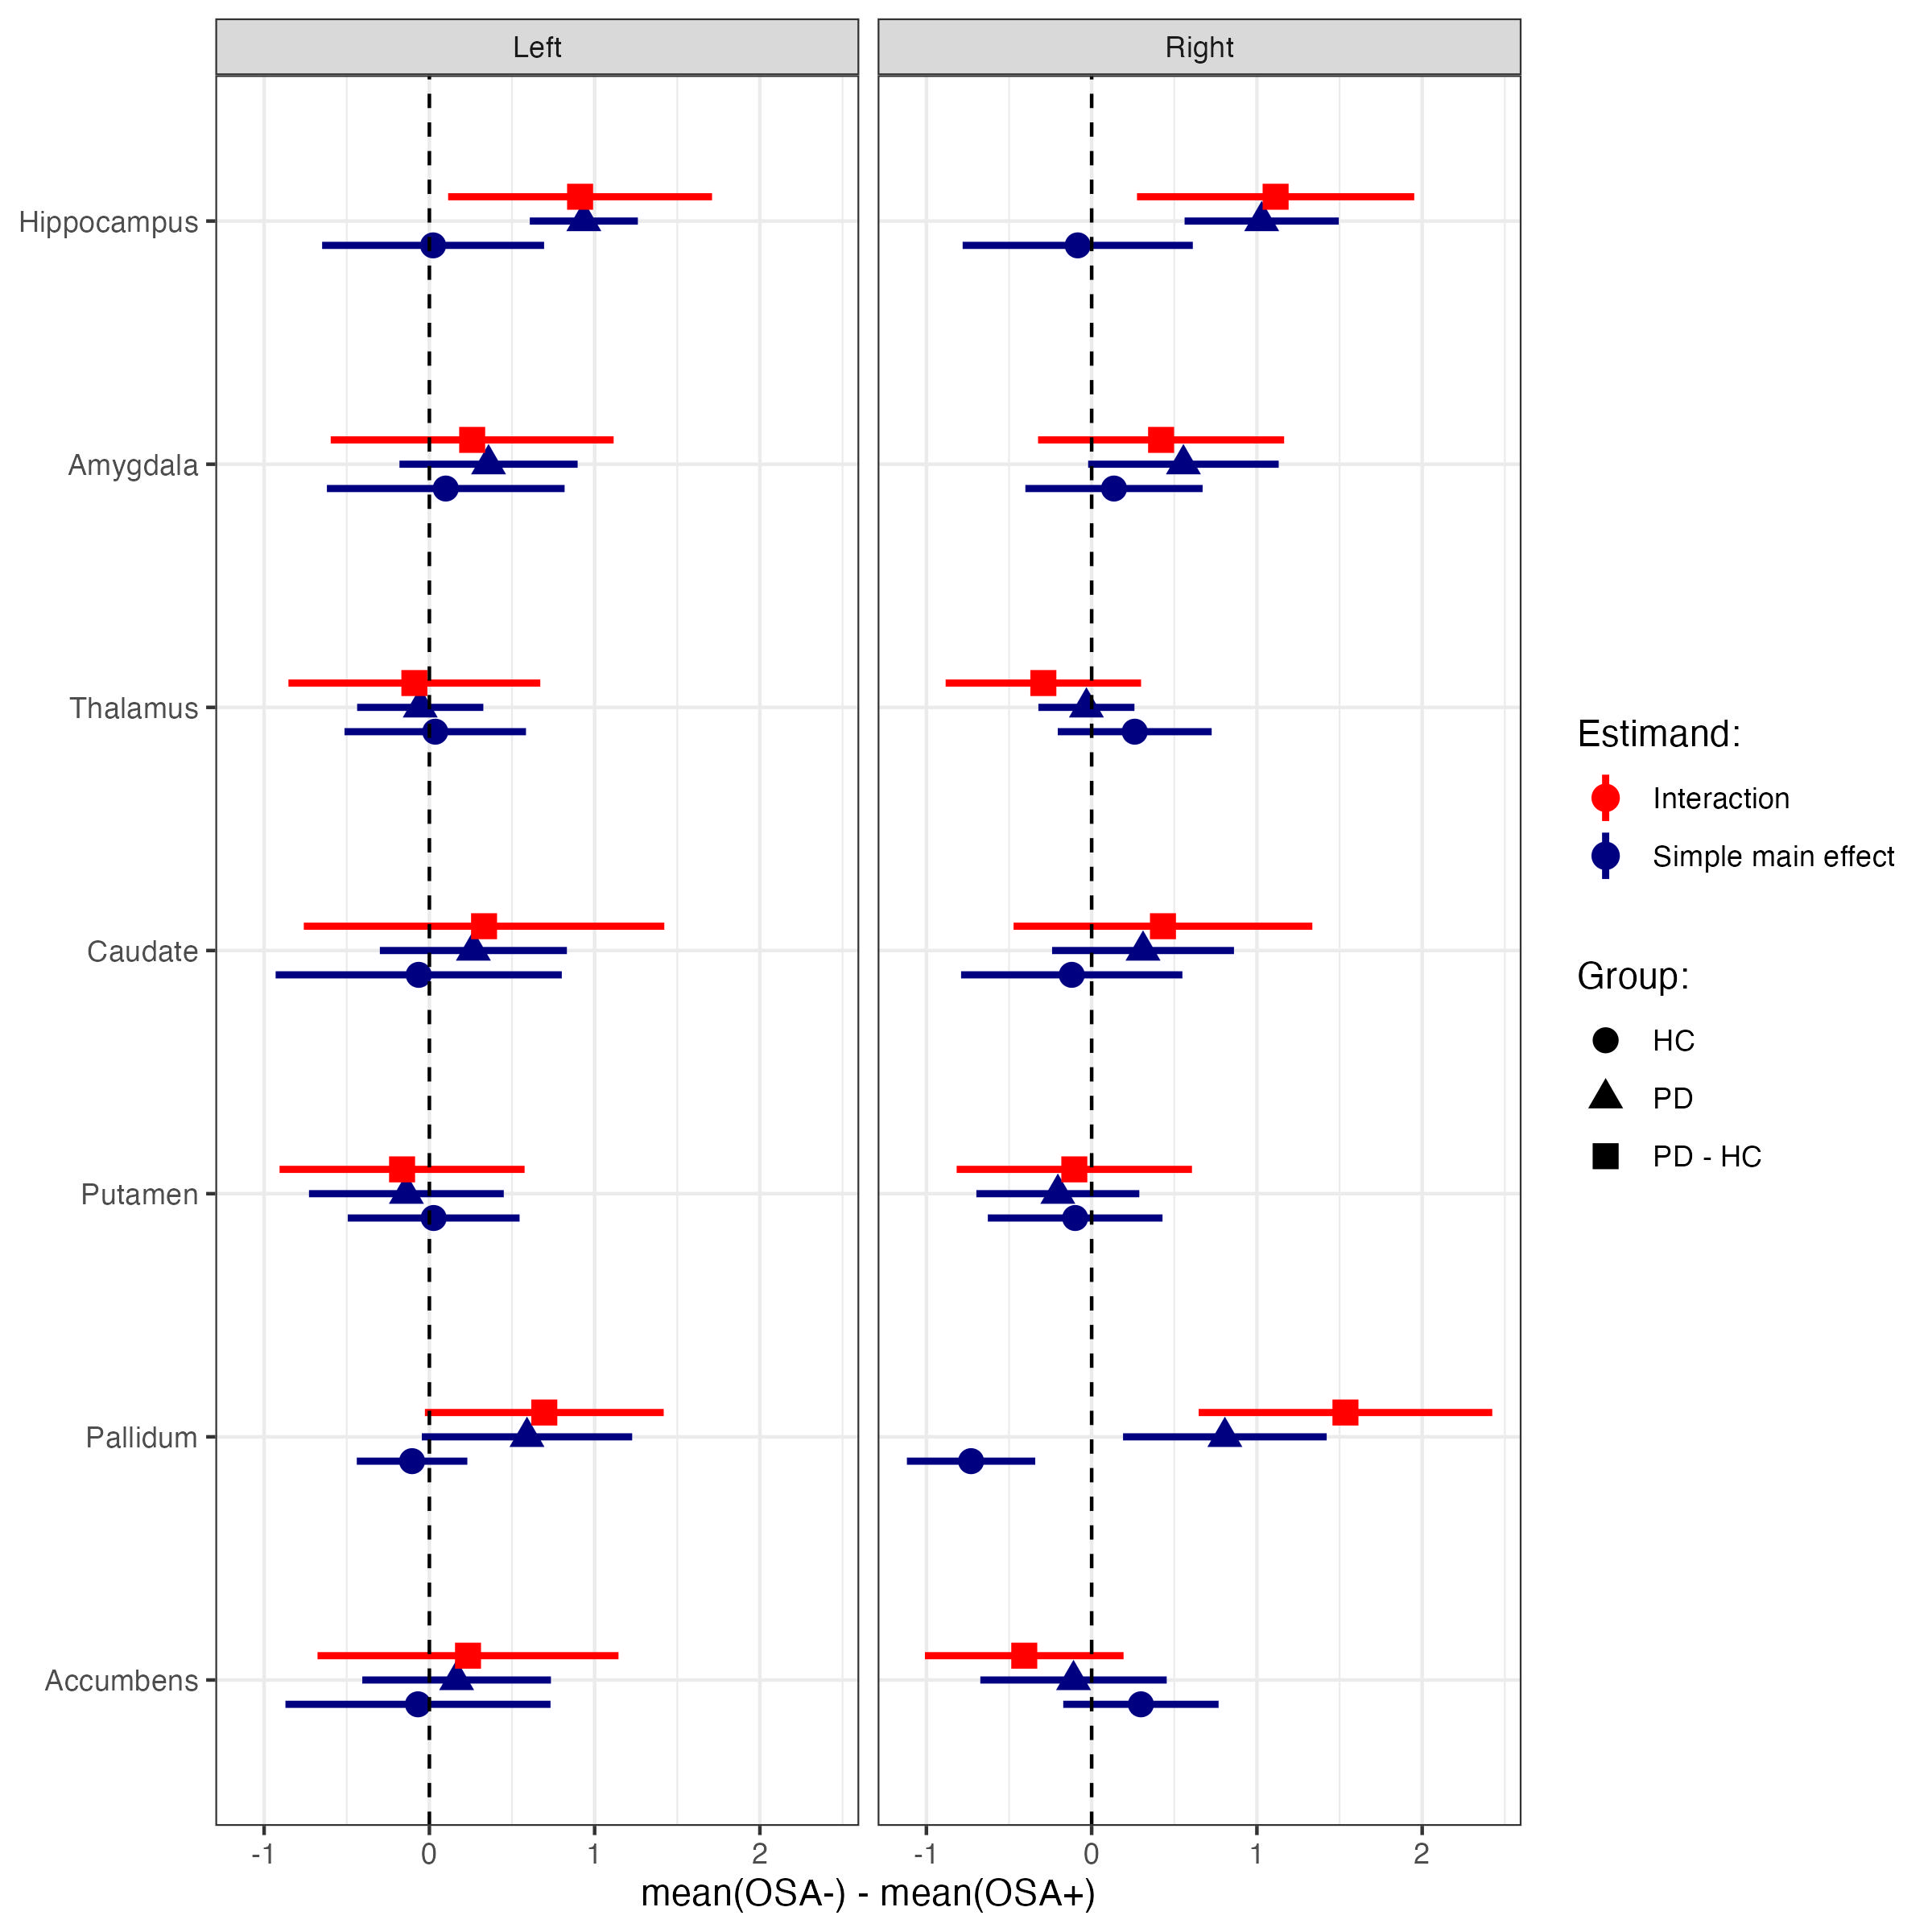 Left
Right
Hippocampus
Amygdala
Thalamus
Caudate
Putamen
Pallidum
Accumbens
-1 0 1 2
-1 0 1 2
mean(OSA-) - mean(OSA+)
Estimand:
Interaction
Simple main effect
Group:
HC
PD
PD - HC